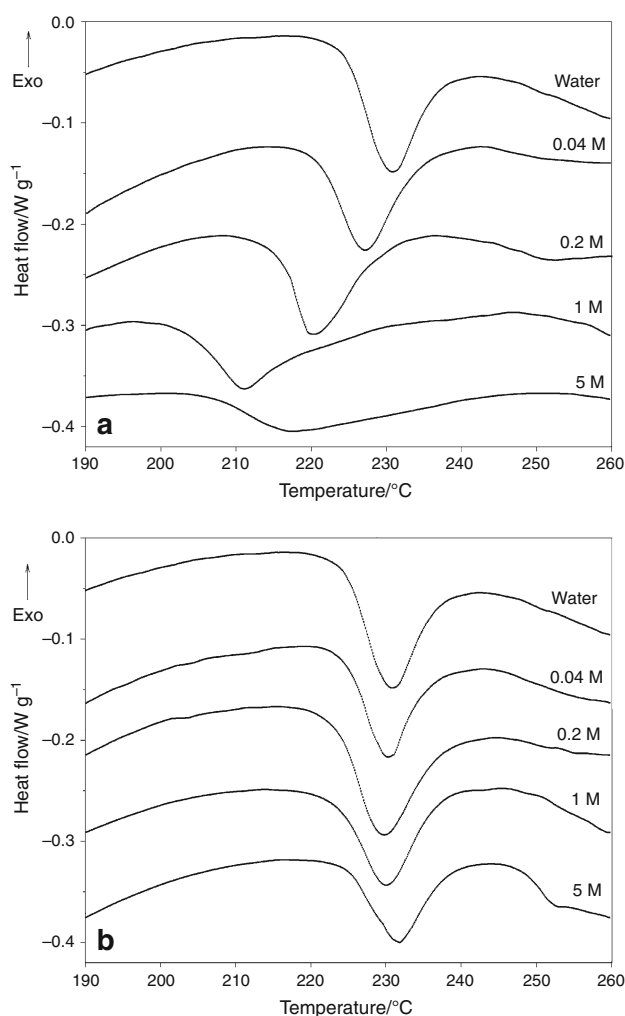 0.0
Exo
Water
–0.1
0.04 M
Heat flow/W g⁻¹
–0.2
0.2 M
–0.3
1 M
5 M
–0.4
a
190 200 210 220 230 240 250 260
Temperature/°C
0.0
Exo
Water
–0.1
0.04 M
Heat flow/W g⁻¹
–0.2
0.2 M
1 M
–0.3
5 M
–0.4
b
190 200 210 220 230 240 250 260
Temperature/°C